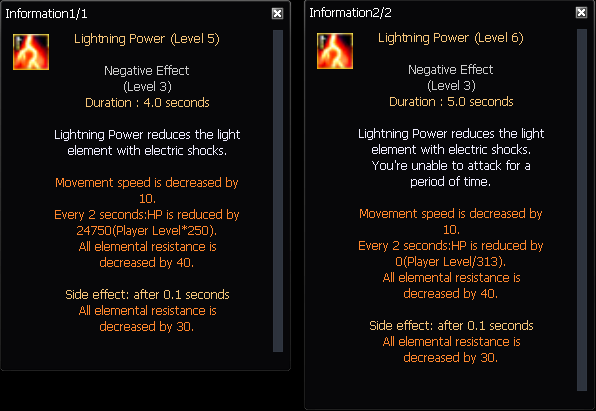 Information1/1
Lightning Power (Level 5)
Negative Effect
(Level 3)
Duration : 4.0 seconds
Lightning Power reduces the light
element with electric shocks.
Movement speed is decreased by
10.
Every 2 seconds:HP is reduced by
24750(Player Level*250).
All elemental resistance is
decreased by 40.
Side effect: after 0.1 seconds
All elemental resistance is
decreased by 30.
Information2/2
Lightning Power (Level 6)
Negative Effect
(Level 3)
Duration : 5.0 seconds
Lightning Power reduces the light
element with electric shocks.
You're unable to attack for a
period of time.
Movement speed is decreased by
10.
Every 2 seconds:HP is reduced by
0(Player Level/313).
All elemental resistance is
decreased by 40.
Side effect: after 0.1 seconds
All elemental resistance is
decreased by 30.